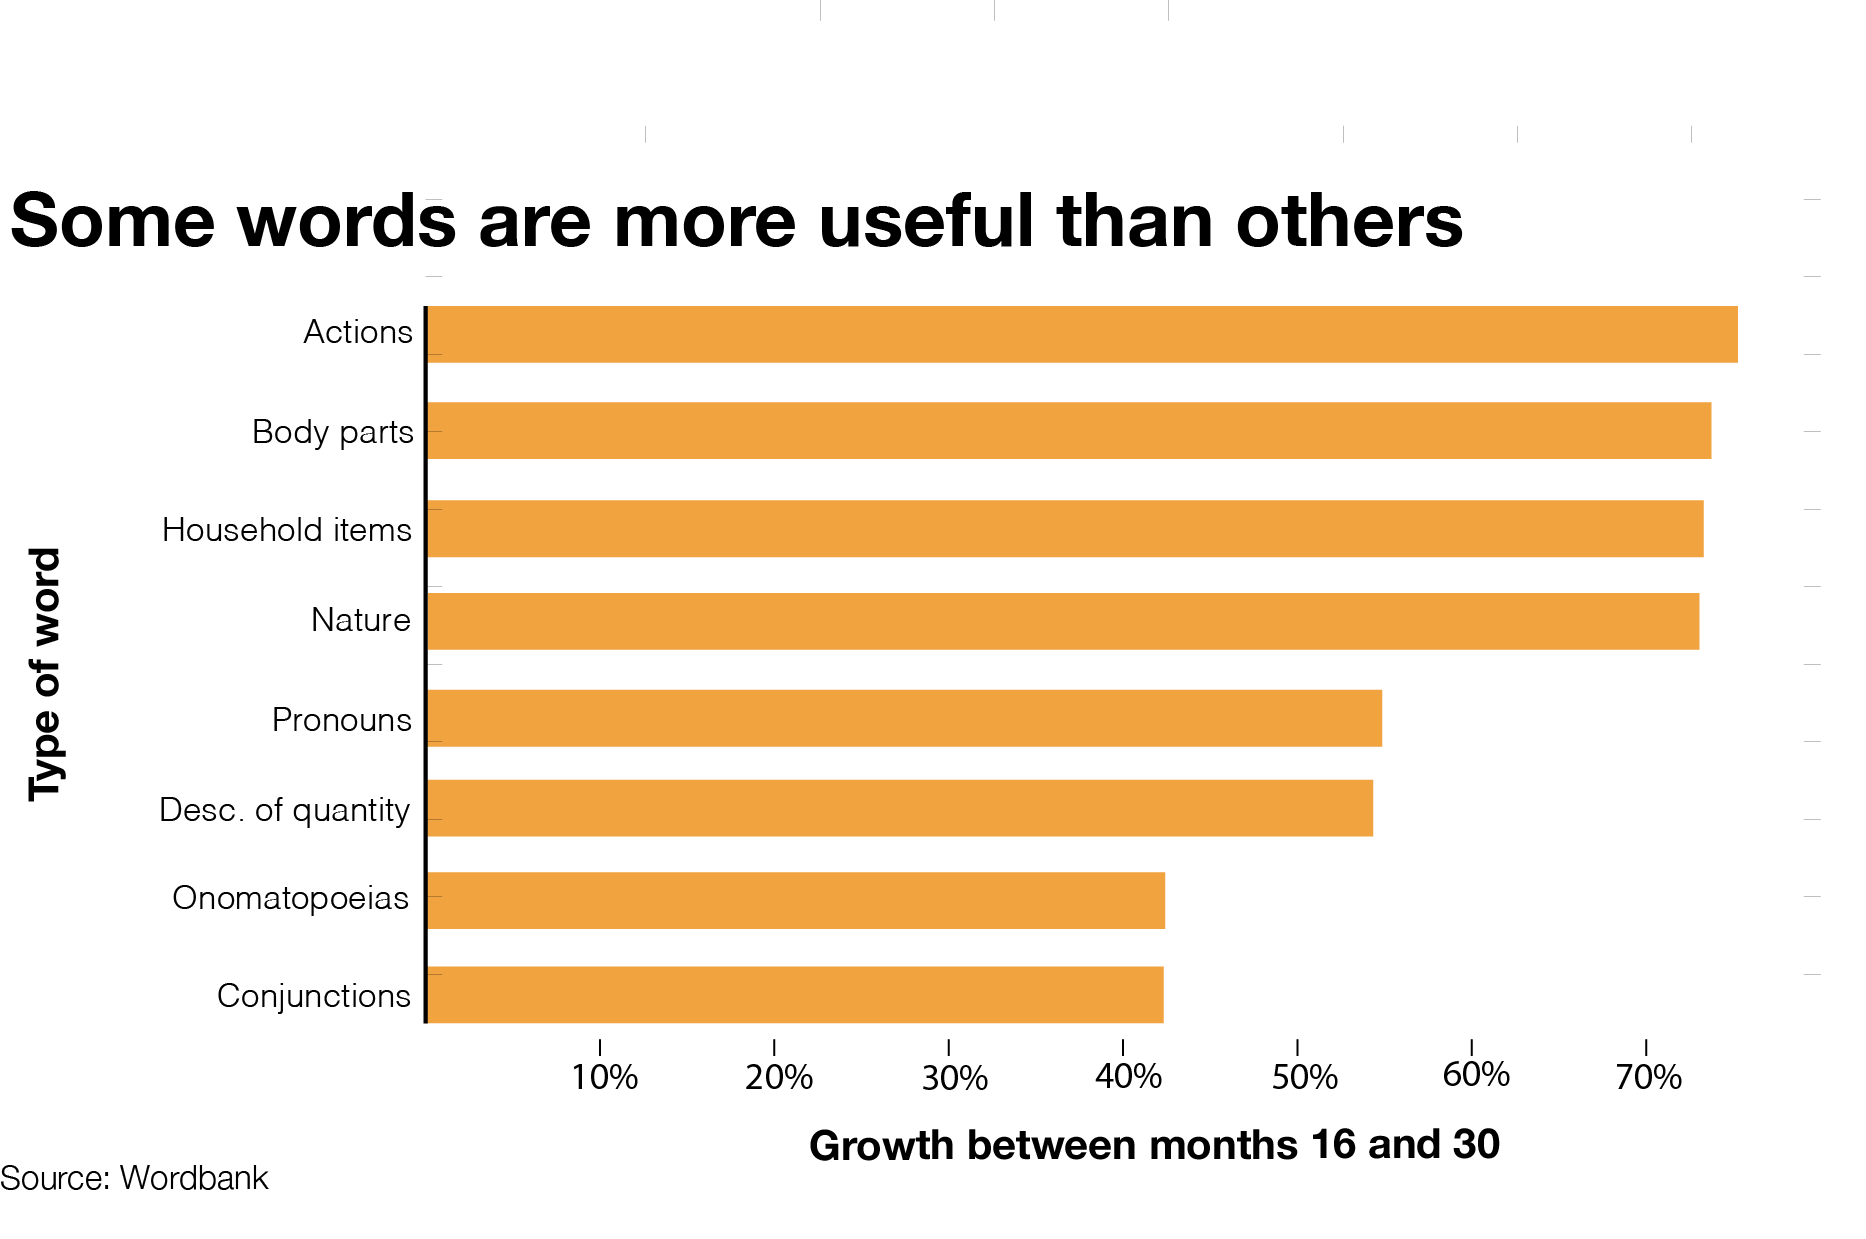 Some words are more useful than others
Type of word
Actions
Body parts
Household items
Nature
Pronouns
Desc. of quantity
Onomatopoeias
Conjunctions
10% 20% 30% 40% 50% 60% 70%
Growth between months 16 and 30
Source: Wordbank